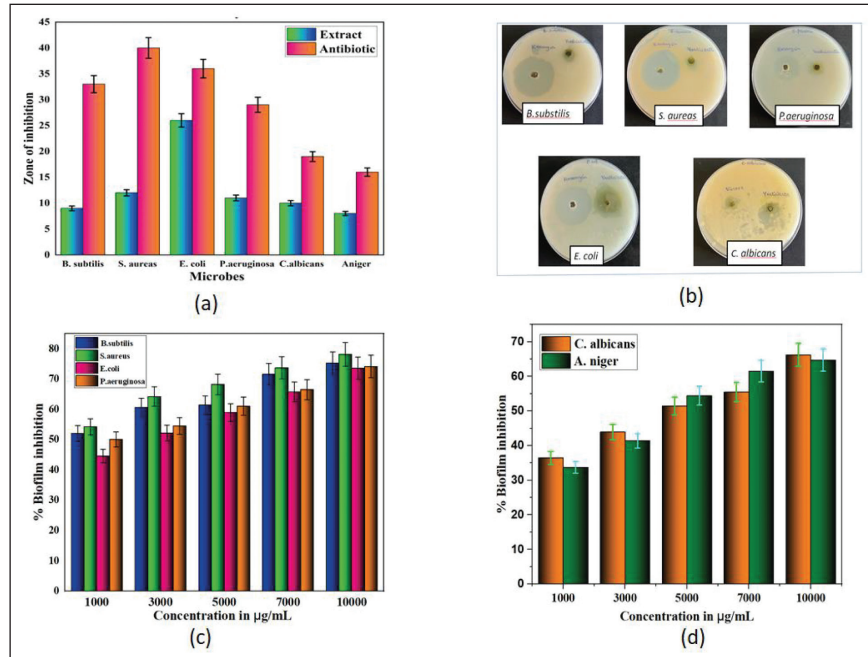 45
40
35
30
25
20
15
10
5
0
Zone of inhibition
Extract
Antibiotic
B. subtilis S. aureas E. coli P.aeruginosa C.albicans Aniger
Microbes
(a)
B.substilis
S. aureas
P.aeruginosa
E. coli
C. albicans
(b)
80
70
60
50
40
30
20
10
0
% Biofilm inhibition
B.subtilis
S.aureus
E.coli
P.aeruginosa
1000 3000 5000 7000 10000
Concentration in µg/mL
(c)
70
60
50
40
30
20
10
0
% Biofilm inhibition
C. albicans
A. niger
1000 3000 5000 7000 10000
Concentration in µg/mL
(d)